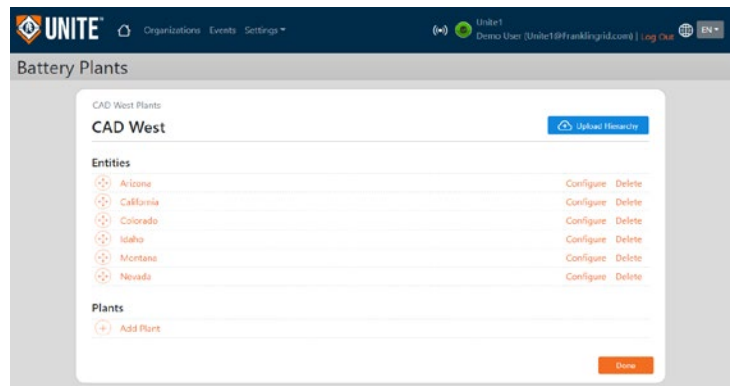 UNITE
Organizations Events Settings
Unite1
Demo User (Unite1@franklingrid.com) | Log Out
EN
Battery Plants
CAD West Plants
CAD West
Upload Hierarchy
Entities
Arizona Configure Delete
California Configure Delete
Colorado Configure Delete
Idaho Configure Delete
Montana Configure Delete
Nevada Configure Delete
Plants
Add Plant
Done